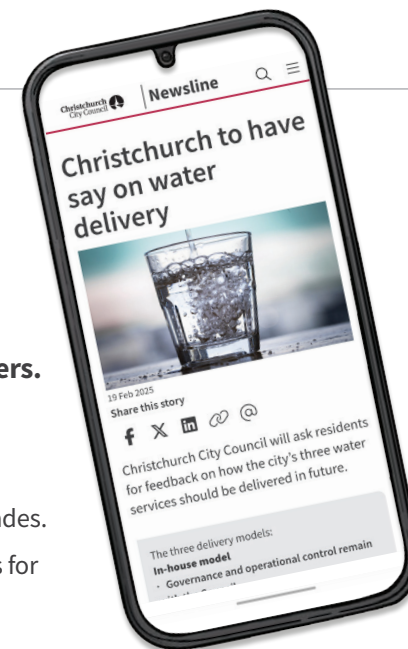 Christchurch
City Council
Newsline
Christchurch to have
say on water
delivery
19 Feb 2025
Share this story
Christchurch City Council will ask residents
for feedback on how the city's three water
services should be delivered in future.
The three delivery models:
In-house model
· Governance and operational control remain
ers.
ades.
s for